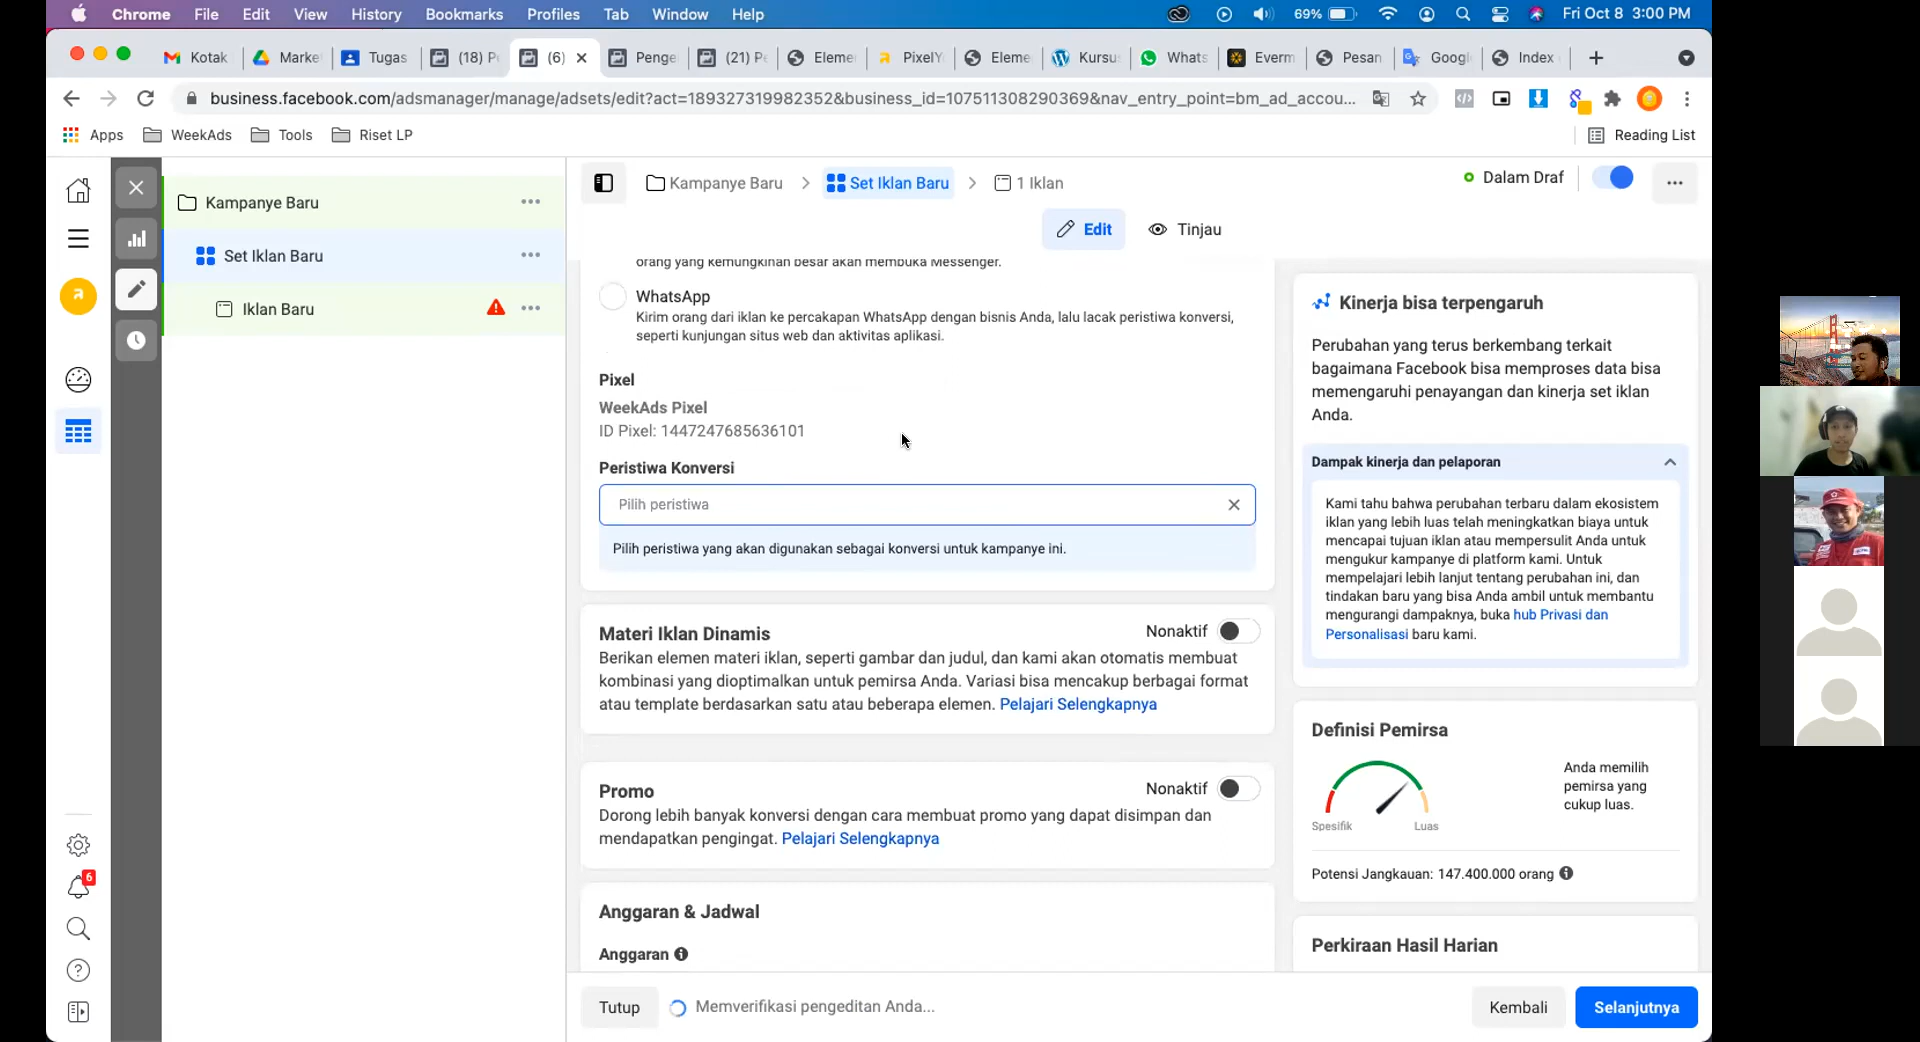 Chrome File Edit View History Bookmarks Profiles Tab Window Help 69% Fri Oct 8 3:00 PM
Kotak Marke Tugas (18) P (6) Penge (21) P Eleme PixelY Eleme Kursu Whats Everm Pesan Googl Index
business.facebook.com/adsmanager/manage/adsets/edit?act=189327319982352&business_id=107511308290369&nav_entry_point=bm_ad_accou...
Apps WeekAds Tools Riset LP Reading List
Kampanye Baru
Set Iklan Baru
Iklan Baru
a
6
Kampanye Baru Set Iklan Baru 1 Iklan
Dalam Draf
Edit Tinjau
orang yang kemungkinan besar akan membuka Messenger.
WhatsApp
Kirim orang dari iklan ke percakapan WhatsApp dengan bisnis Anda, lalu lacak peristiwa konversi,
seperti kunjungan situs web dan aktivitas aplikasi.
Pixel
WeekAds Pixel
ID Pixel: 1447247685636101
Peristiwa Konversi
Pilih peristiwa
Pilih peristiwa yang akan digunakan sebagai konversi untuk kampanye ini.
Materi Iklan Dinamis
Nonaktif
Berikan elemen materi iklan, seperti gambar dan judul, dan kami akan otomatis membuat
kombinasi yang dioptimalkan untuk pemirsa Anda. Variasi bisa mencakup berbagai format
atau template berdasarkan satu atau beberapa elemen. Pelajari Selengkapnya
Promo
Nonaktif
Dorong lebih banyak konversi dengan cara membuat promo yang dapat disimpan dan
mendapatkan pengingat. Pelajari Selengkapnya
Anggaran & Jadwal
Anggaran
Kinerja bisa terpengaruh
Perubahan yang terus berkembang terkait
bagaimana Facebook bisa memproses data bisa
memengaruhi penayangan dan kinerja set iklan
Anda.
Dampak kinerja dan pelaporan
Kami tahu bahwa perubahan terbaru dalam ekosistem
iklan yang lebih luas telah meningkatkan biaya untuk
mencapai tujuan iklan atau mempersulit Anda untuk
mengukur kampanye di platform kami. Untuk
mempelajari lebih lanjut tentang perubahan ini, dan
tindakan baru yang bisa Anda ambil untuk membantu
mengurangi dampaknya, buka hub Privasi dan
Personalisasi baru kami.
Definisi Pemirsa
Spesifik Luas
Anda memilih
pemirsa yang
cukup luas.
Potensi Jangkauan: 147.400.000 orang
Perkiraan Hasil Harian
Tutup Memverifikasi pengeditan Anda... Kembali Selanjutnya